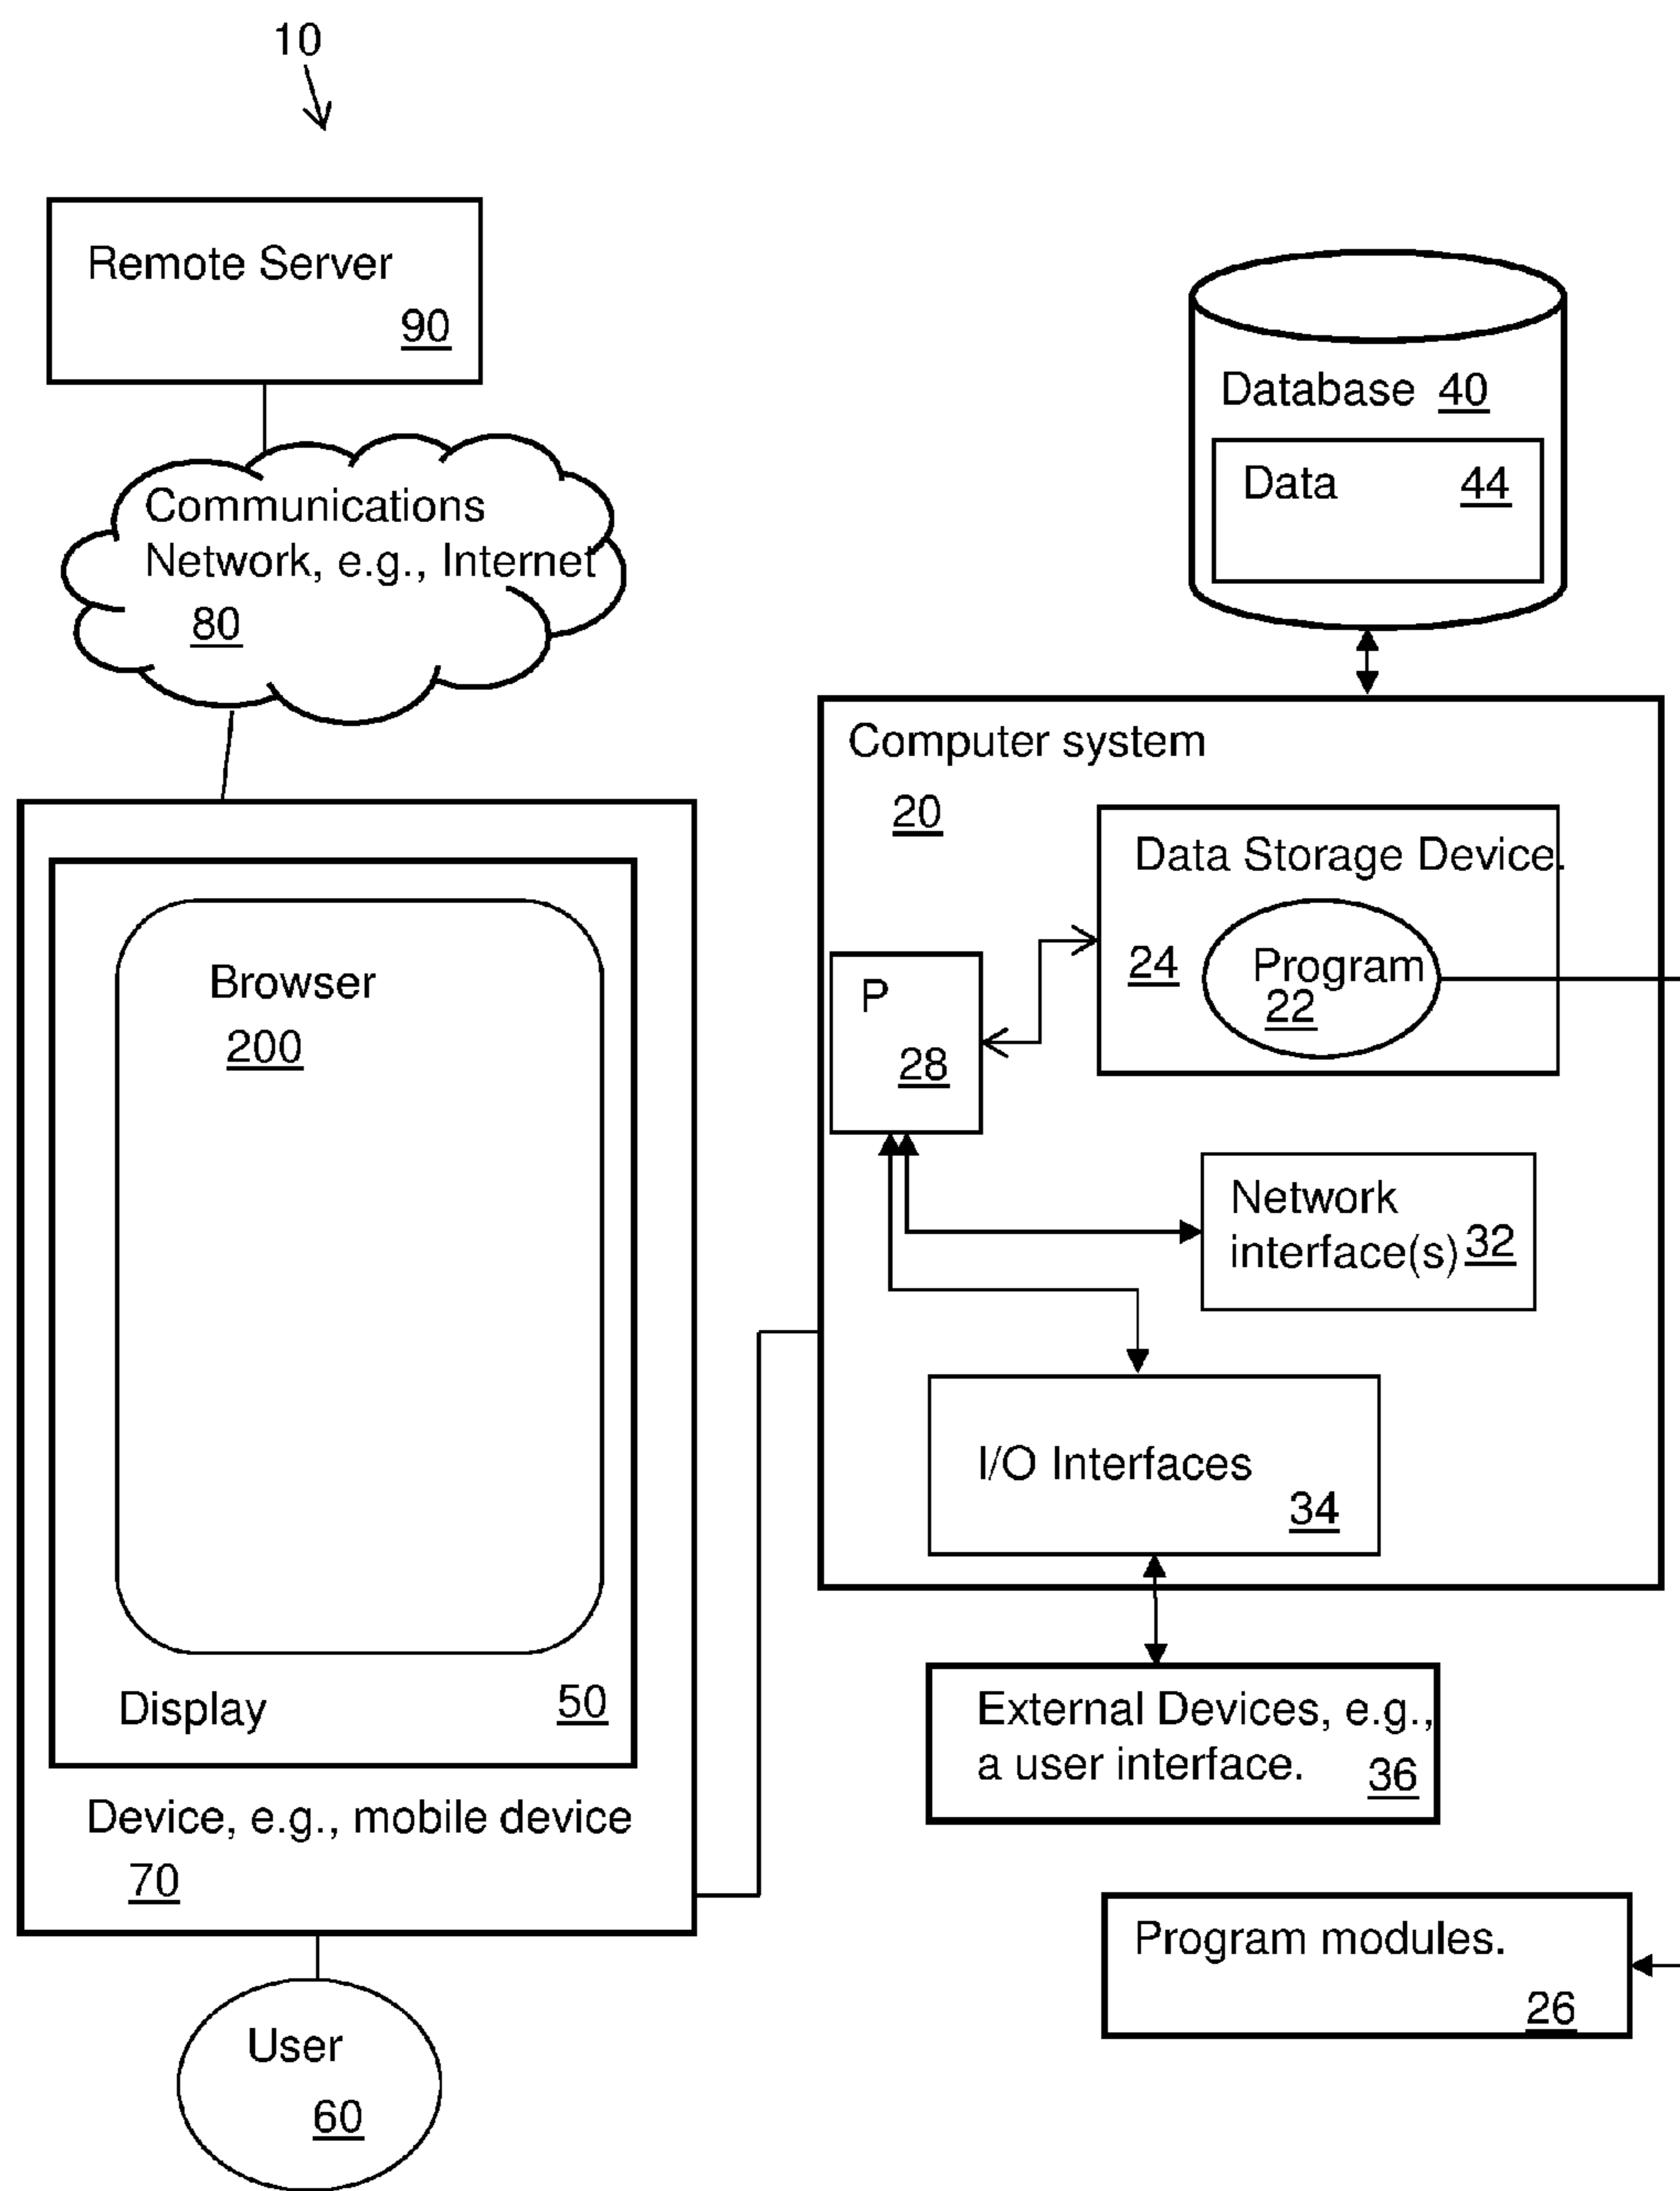 10
Remote Server
90
Communications
Network, e.g., Internet
80
Browser
200
Display 50
Device, e.g., mobile device
70
User
60
Database 40
Data 44
Computer system
20
Data Storage Device.
24
Program
22
P
28
Network
interface(s) 32
I/O Interfaces
34
External Devices, e.g.,
a user interface. 36
Program modules.
26